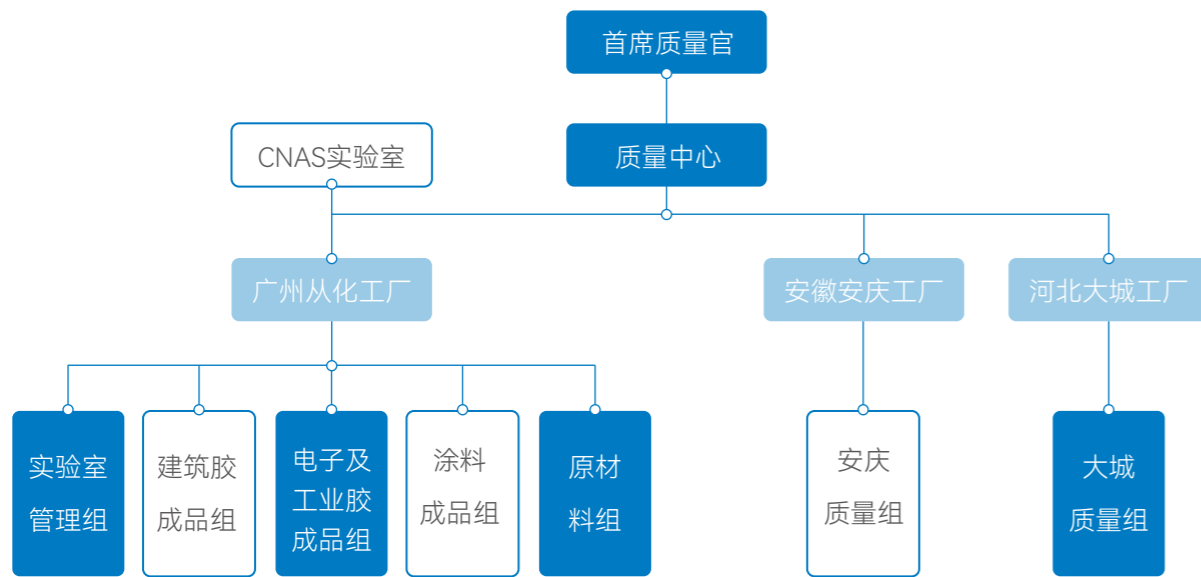 首席质量官
CNAS实验室
质量中心
广州从化工厂
安徽安庆工厂
河北大城工厂
实验室
管理组
建筑胶
成品组
电子及
工业胶
成品组
涂料
成品组
原材
料组
安庆
质量组
大城
质量组